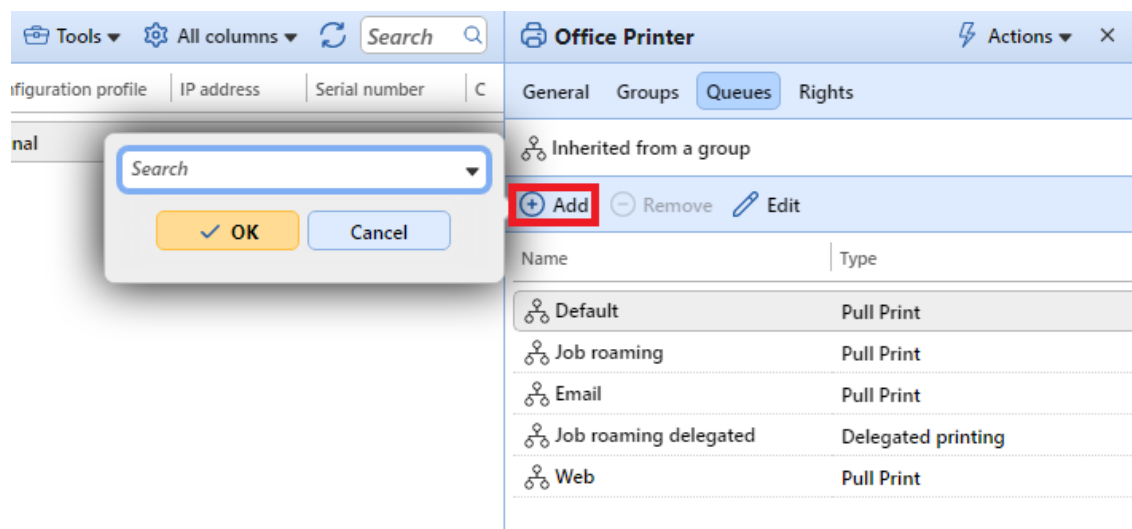 Tools All columns Search
nfiguration profile IP address Serial number C
nal
Search
OK Cancel
Office Printer Actions
General Groups Queues Rights
Inherited from a group
Add Remove Edit
Name Type
Default Pull Print
Job roaming Pull Print
Email Pull Print
Job roaming delegated Delegated printing
Web Pull Print